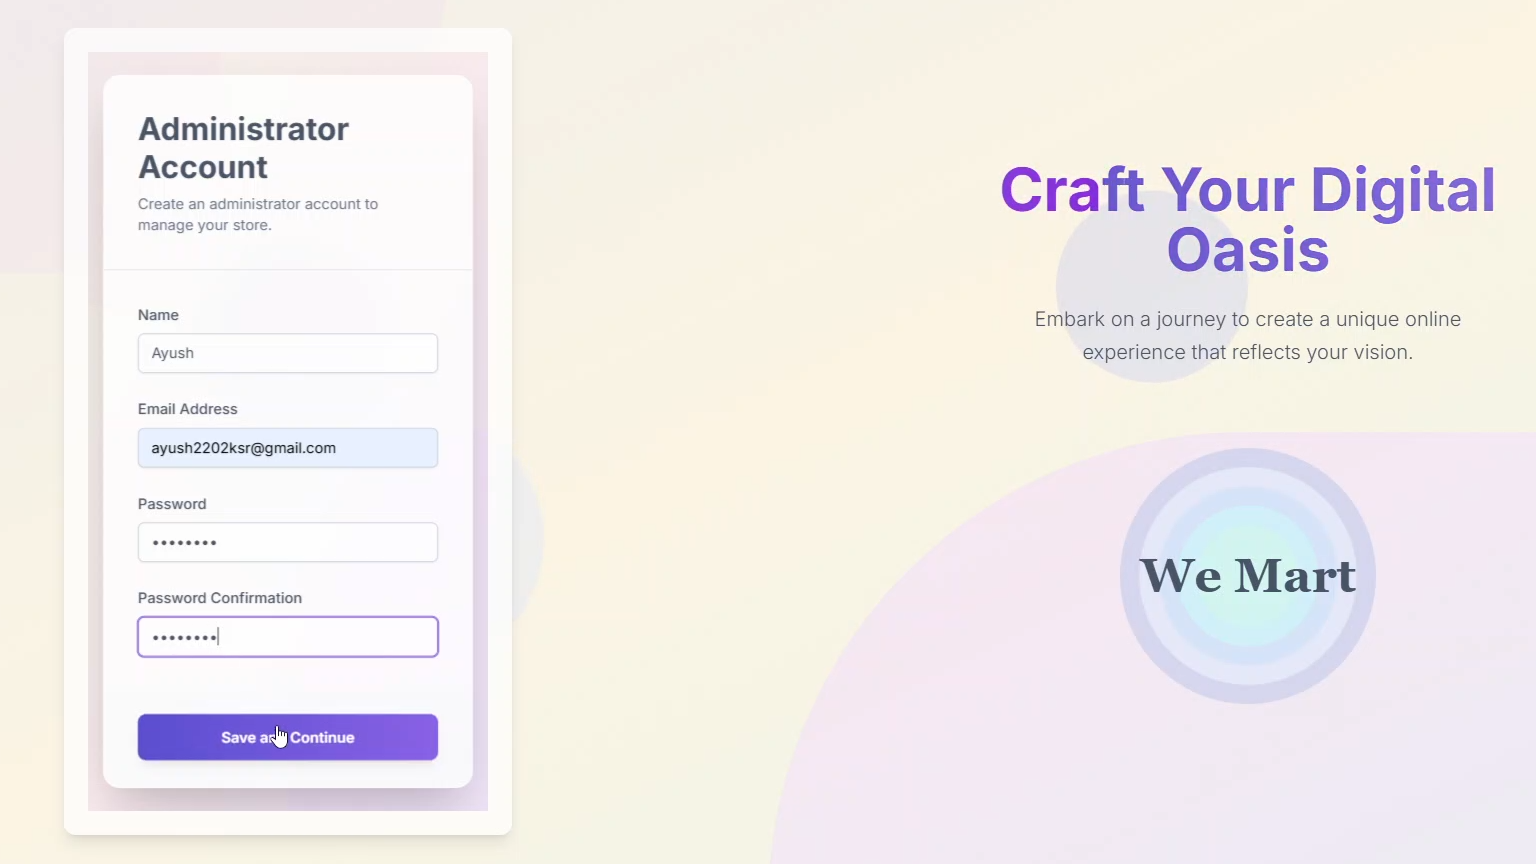 Administrator
Account
Create an administrator account to
manage your store.
Name
Ayush
Email Address
ayush2202ksr@gmail.com
Password
••••••••
Password Confirmation
••••••••
Save and Continue
Craft Your Digital
Oasis
Embark on a journey to create a unique online
experience that reflects your vision.
We Mart